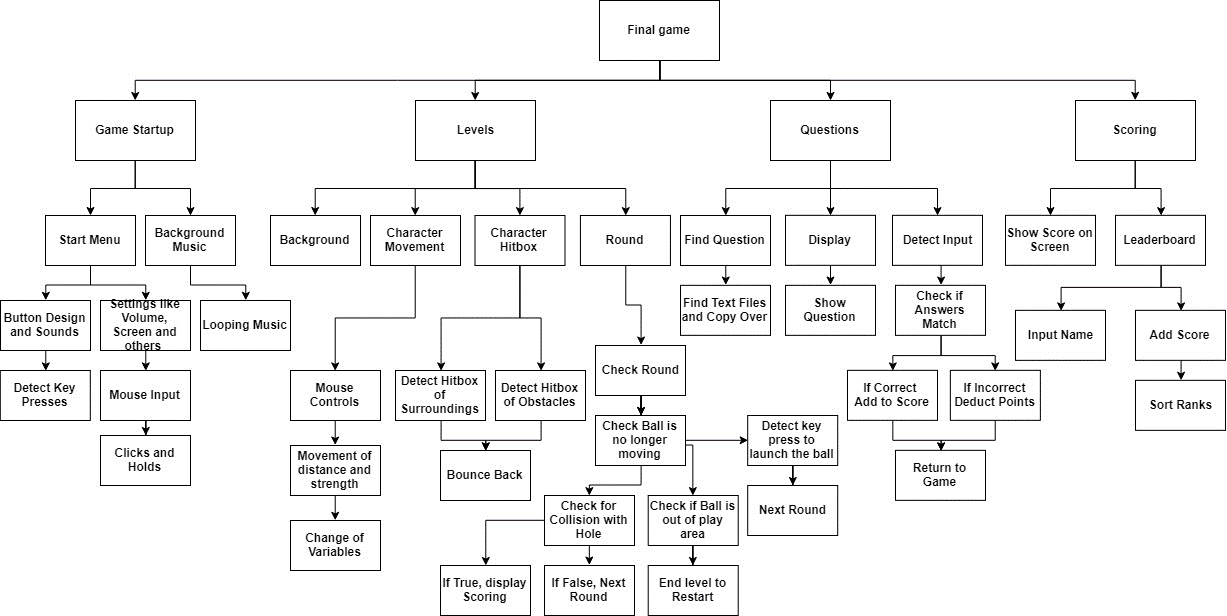 Final game
Game Startup
Levels
Questions
Scoring
Start Menu
Background
Music
Background
Character
Movement
Character
Hitbox
Round
Find Question
Display
Detect Input
Show Score on
Screen
Leaderboard
Button Design
and Sounds
Settings like
Volume,
Screen and
others
Looping Music
Find Text Files
and Copy Over
Show
Question
Check if
Answers
Match
Input Name
Add Score
Detect Key
Presses
Mouse Input
Mouse
Controls
Detect Hitbox
of
Surroundings
Detect Hitbox
of Obstacles
Check Round
If Correct
Add to Score
If Incorrect
Deduct Points
Sort Ranks
Clicks and
Holds
Movement of
distance and
strength
Bounce Back
Check Ball is
no longer
moving
Detect key
press to
launch the ball
Return to
Game
Change of
Variables
Check for
Collision with
Hole
Check if Ball is
out of play
area
Next Round
If True, display
Scoring
If False, Next
Round
End level to
Restart